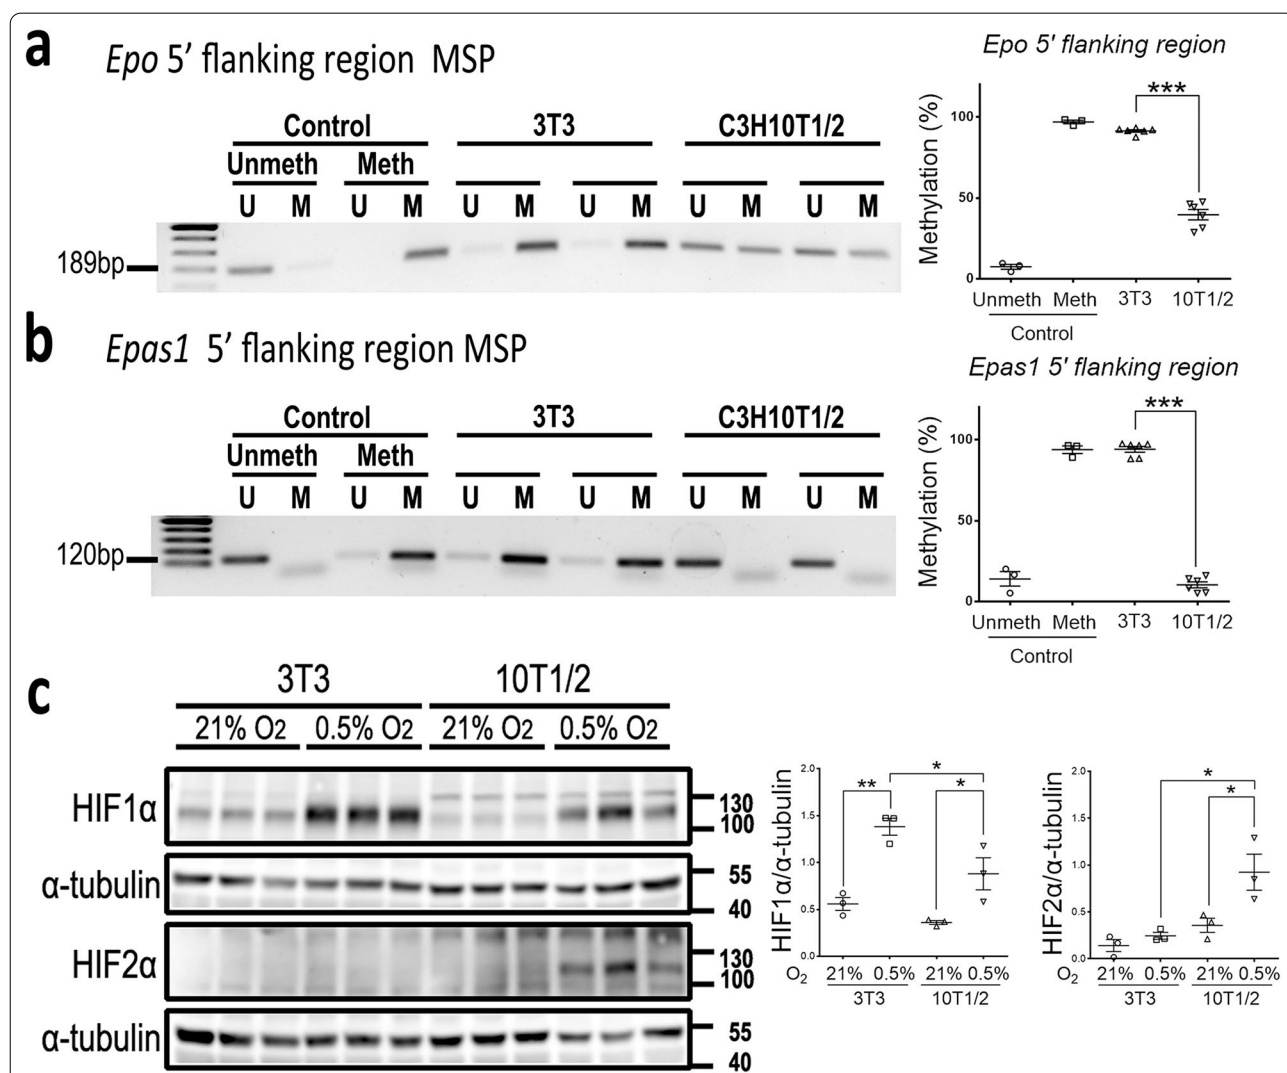 a
Epo 5’ flanking region MSP
Control 3T3 C3H10T1/2
Unmeth Meth
U M U M U M U M U M U M
189bp
Epo 5' flanking region
Methylation (%)
100
50
0
Unmeth Meth 3T3 10T1/2
Control
***
b
Epas1 5’ flanking region MSP
Control 3T3 C3H10T1/2
Unmeth Meth
U M U M U M U M U M U M
120bp
Epas1 5' flanking region
Methylation (%)
100
50
0
Unmeth Meth 3T3 10T1/2
Control
***
c
3T3 10T1/2
21% O2 0.5% O2 21% O2 0.5% O2
HIF1α
130
100
α-tubulin
55
40
HIF2α
130
100
α-tubulin
55
40
HIF1α/α-tubulin
2.0
1.5
1.0
0.5
0.0
** * *
O2 21% 0.5% 21% 0.5%
3T3 10T1/2
HIF2α/α-tubulin
2.0
1.5
1.0
0.5
0.0
* *
O2 21% 0.5% 21% 0.5%
3T3 10T1/2